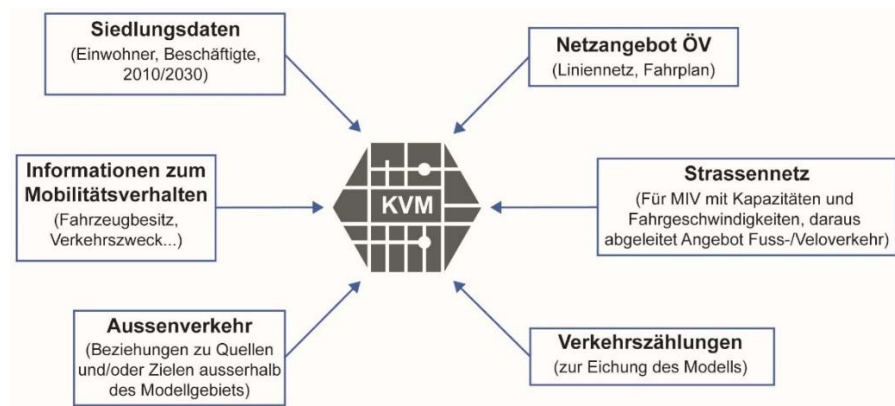 Siedlungsdaten
(Einwohner, Beschäftigte,
2010/2030)
Netzangebot ÖV
(Liniennetz, Fahrplan)
Informationen zum
Mobilitätsverhalten
(Fahrzeugbesitz,
Verkehrszweck...)
KVM
Strassennetz
(Für MIV mit Kapazitäten und
Fahrgeschwindigkeiten, daraus
abgeleitet Angebot Fuss-/Veloverkehr)
Aussenverkehr
(Beziehungen zu Quellen
und/oder Zielen ausserhalb
des Modellgebiets)
Verkehrszählungen
(zur Eichung des Modells)